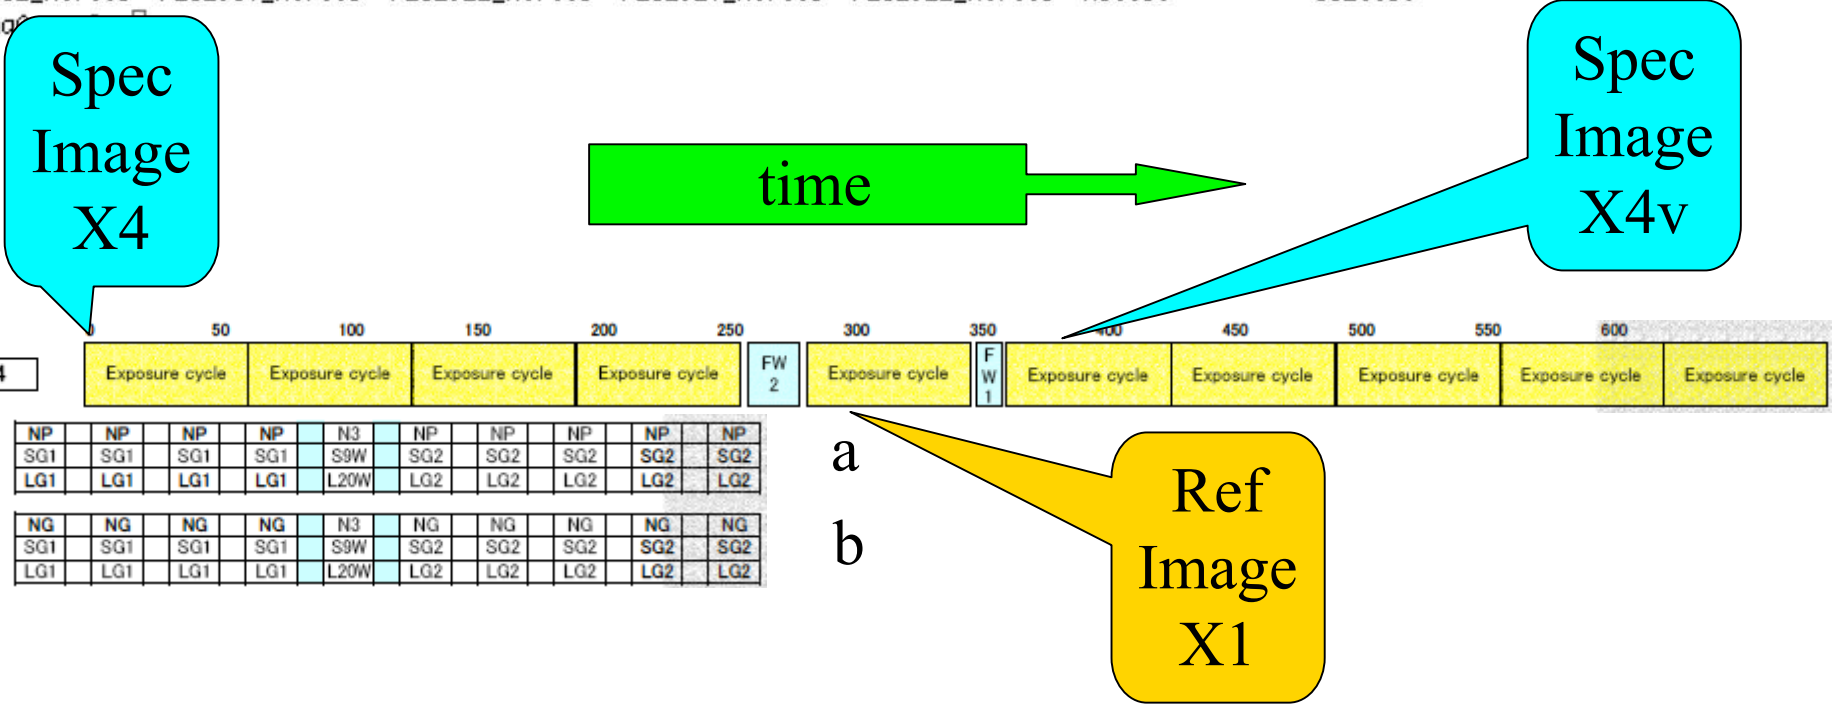 Spec
Image
X4
time
Spec
Image
X4v
50 100 150 200 250 300 350 400 450 500 550 600
4 Exposure cycle Exposure cycle Exposure cycle Exposure cycle FW 2 Exposure cycle F W 1 Exposure cycle Exposure cycle Exposure cycle Exposure cycle Exposure cycle
NP NP NP NP N3 NP NP NP NP NP
SG1 SG1 SG1 SG1 S9W SG2 SG2 SG2 SG2 SG2
LG1 LG1 LG1 LG1 L20W LG2 LG2 LG2 LG2 LG2
a
NG NG NG NG N3 NG NG NG NG NG
SG1 SG1 SG1 SG1 S9W SG2 SG2 SG2 SG2 SG2
LG1 LG1 LG1 LG1 L20W LG2 LG2 LG2 LG2 LG2
b
Ref
Image
X1